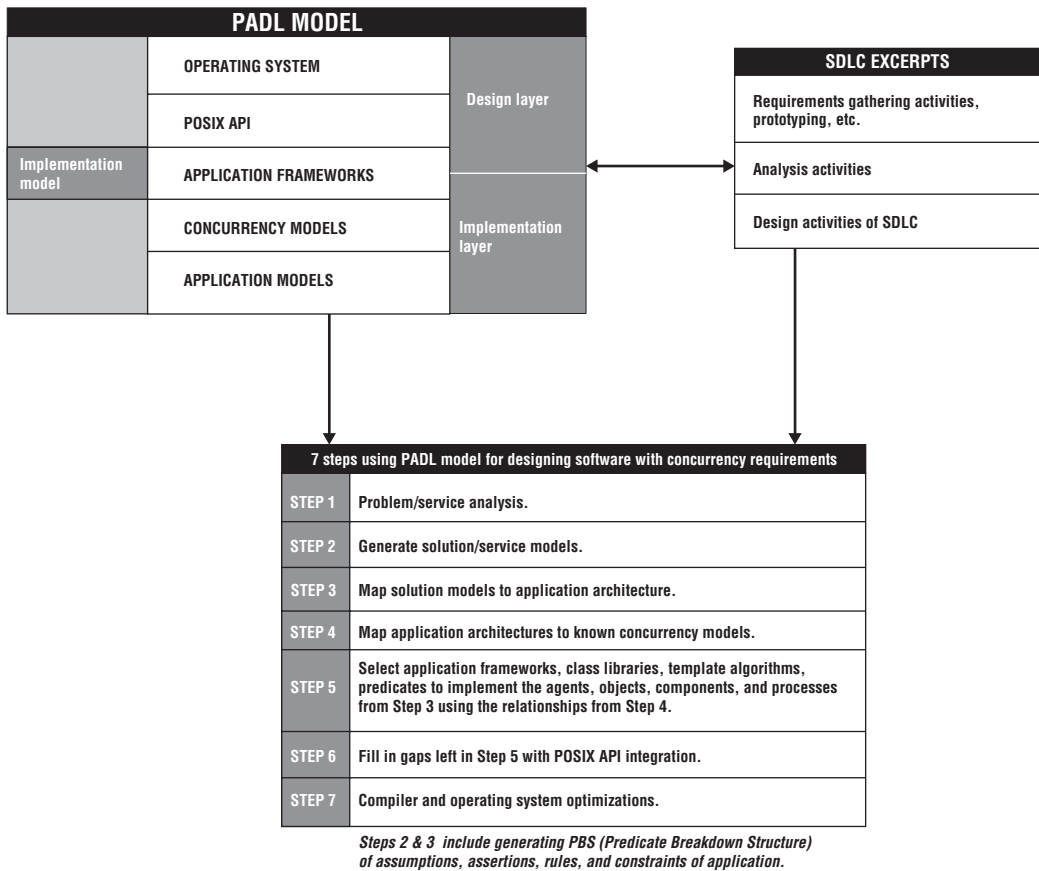 PADL MODEL
OPERATING SYSTEM
POSIX API
Implementation
model
APPLICATION FRAMEWORKS
CONCURRENCY MODELS
APPLICATION MODELS
Design layer
Implementation
layer
SDLC EXCERPTS
Requirements gathering activities,
prototyping, etc.
Analysis activities
Design activities of SDLC
7 steps using PADL model for designing software with concurrency requirements
STEP 1 Problem/service analysis.
STEP 2 Generate solution/service models.
STEP 3 Map solution models to application architecture.
STEP 4 Map application architectures to known concurrency models.
STEP 5 Select application frameworks, class libraries, template algorithms,
predicates to implement the agents, objects, components, and processes
from Step 3 using the relationships from Step 4.
STEP 6 Fill in gaps left in Step 5 with POSIX API integration.
STEP 7 Compiler and operating system optimizations.
Steps 2 & 3 include generating PBS (Predicate Breakdown Structure)
of assumptions, assertions, rules, and constraints of application.